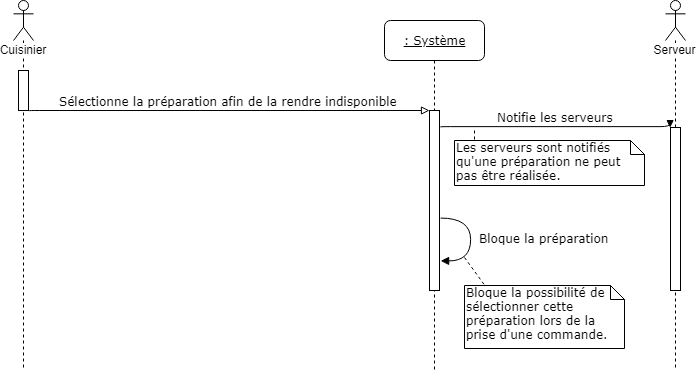 Cuisinier
: Système
Serveur
Sélectionne la préparation afin de la rendre indisponible
Notifie les serveurs
Les serveurs sont notifiés
qu'une préparation ne peut
pas être réalisée.
Bloque la préparation
Bloque la possibilité de
sélectionner cette
préparation lors de la
prise d'une commande.